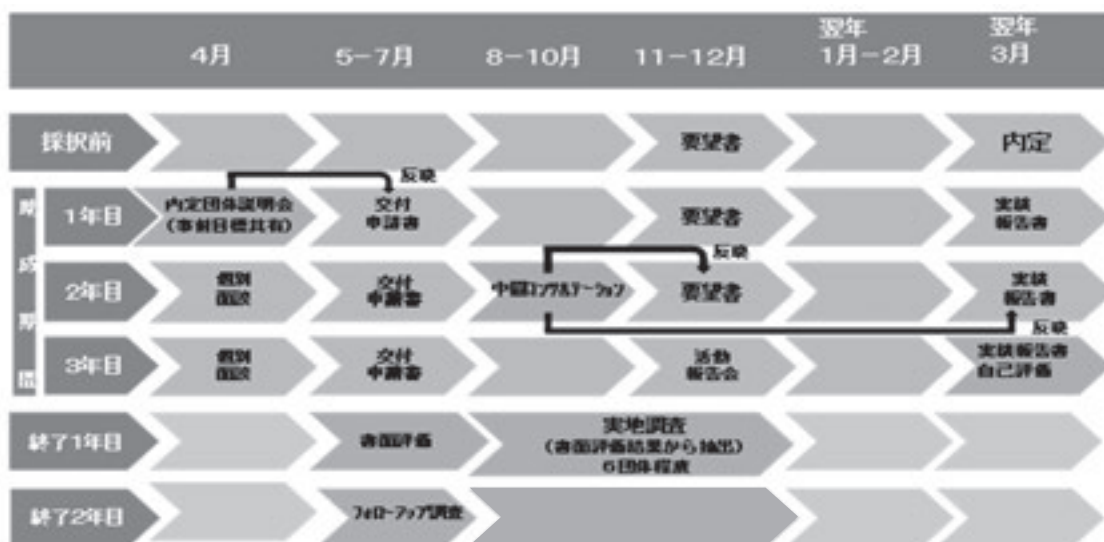 4月 5－7月 8－10月 11－12月 翌年 1月－2月 翌年 3月
採択前 要望書 内定
反映
1年目 内定団体説明会 (事前目標共有) 交付 申請書 要望書 実績 報告書
反映
2年目 個別 面談 交付 申請書 中間コンサルテーション 要望書 実績 報告書
反映
3年目 個別 面談 交付 申請書 活動 報告会 実績報告書 自己評価
終了1年目 書面評価 実地調査 (書面評価結果から抽出) 6団体程度
終了2年目 フォローアップ調査